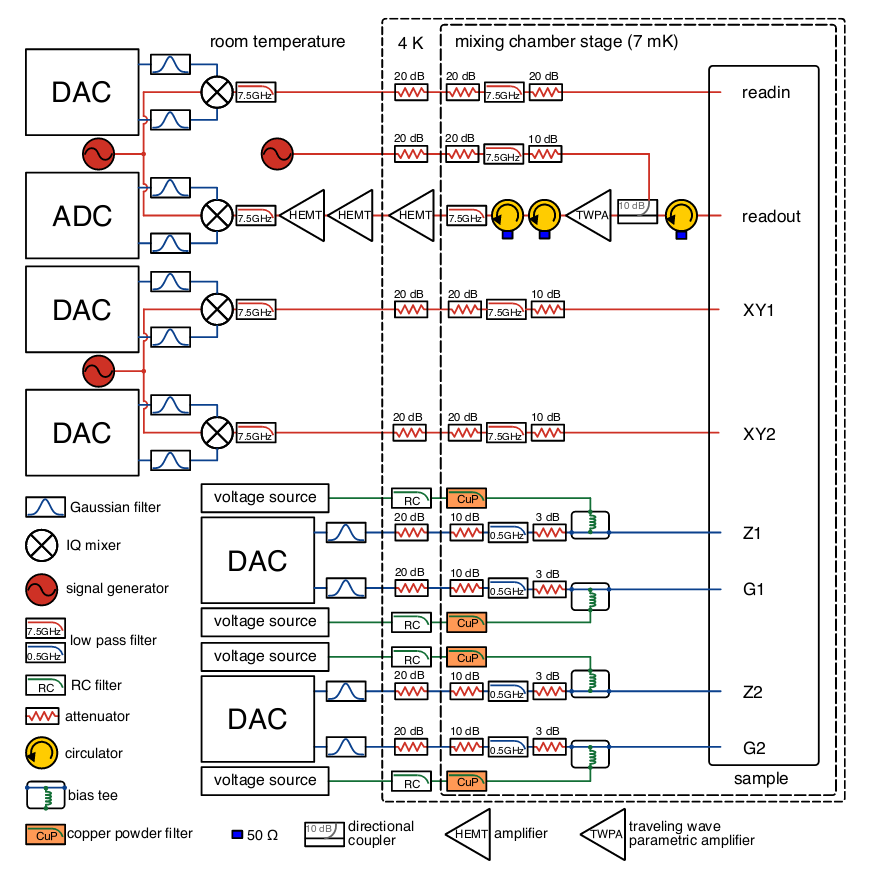 room temperature
4 K
mixing chamber stage (7 mK)
DAC
7.5GHz
20 dB
20 dB
7.5GHz
20 dB
readin
20 dB
20 dB
7.5GHz
10 dB
ADC
7.5GHz
HEMT
HEMT
HEMT
7.5GHz
TWPA
10 dB
readout
DAC
7.5GHz
20 dB
20 dB
7.5GHz
10 dB
XY1
DAC
7.5GHz
20 dB
20 dB
7.5GHz
10 dB
XY2
voltage source
RC
CuP
DAC
20 dB
10 dB
0.5GHz
3 dB
Z1
20 dB
10 dB
0.5GHz
3 dB
G1
voltage source
RC
CuP
voltage source
RC
CuP
DAC
20 dB
10 dB
0.5GHz
3 dB
Z2
20 dB
10 dB
0.5GHz
3 dB
G2
voltage source
RC
CuP
sample
Gaussian filter
IQ mixer
signal generator
7.5GHz
0.5GHz
low pass filter
RC
RC filter
attenuator
circulator
bias tee
CuP
copper powder filter
50 Ω
10 dB
directional
coupler
HEMT
amplifier
TWPA
traveling wave
parametric amplifier